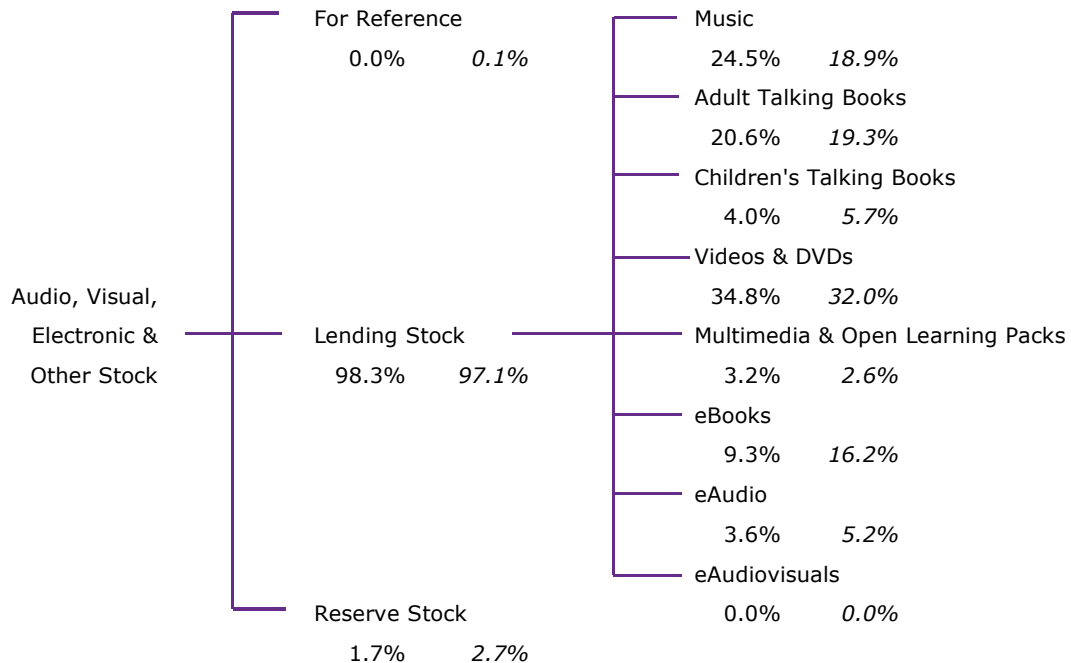 Audio, Visual,
Electronic &
Other Stock
For Reference
0.0% 0.1%
Lending Stock
98.3% 97.1%
Reserve Stock
1.7% 2.7%
Music
24.5% 18.9%
Adult Talking Books
20.6% 19.3%
Children's Talking Books
4.0% 5.7%
Videos & DVDs
34.8% 32.0%
Multimedia & Open Learning Packs
3.2% 2.6%
eBooks
9.3% 16.2%
eAudio
3.6% 5.2%
eAudiovisuals
0.0% 0.0%